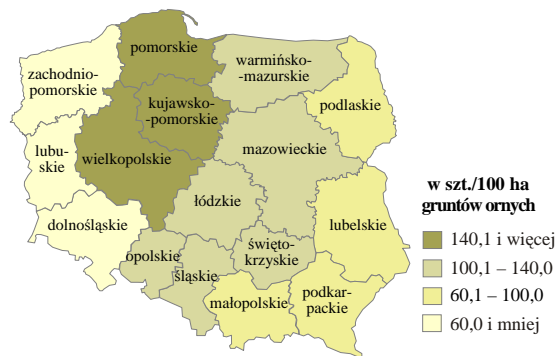 pomorskie
warmińsko-
-mazurskie
zachodnio-
pomorskie
podlaskie
kujawsko-
-pomorskie
lubu-
skie
wielkopolskie
mazowieckie
łódzkie
dolnośląskie
lubelskie
opolskie
śląskie
święto-
krzyskie
małopolskie
podkar-
packie
w szt./100 ha
gruntów ornych
140,1 i więcej
100,1 – 140,0
60,1 – 100,0
60,0 i mniej